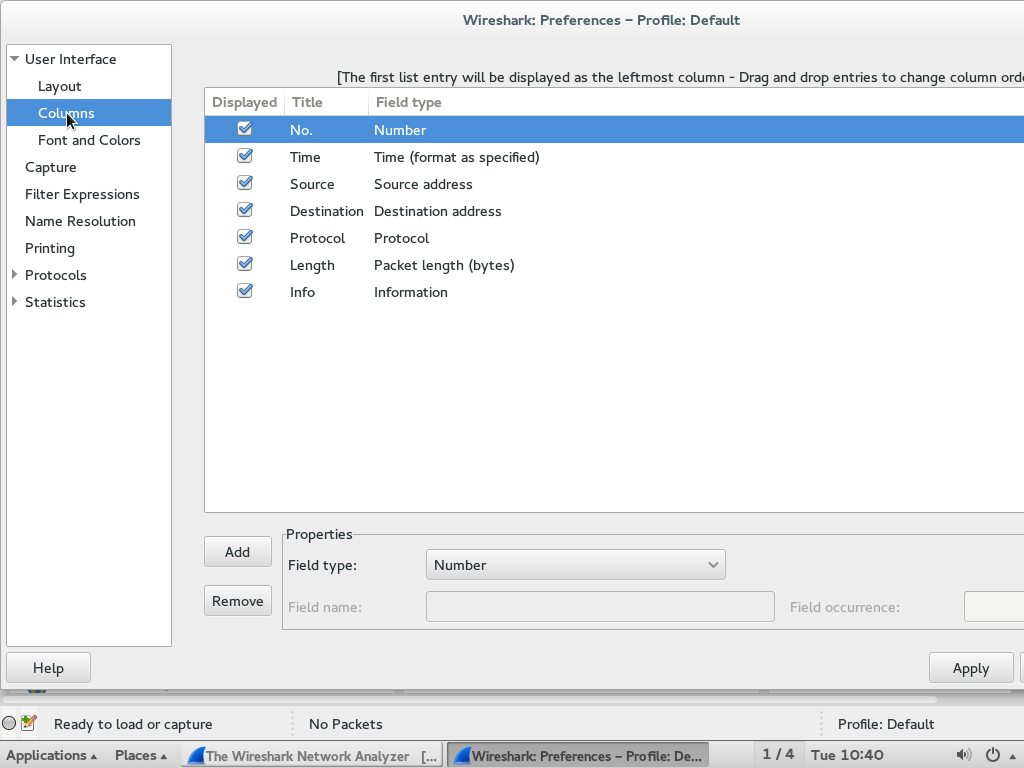 Wireshark: Preferences – Profile: Default
User Interface
Layout
Columns
Font and Colors
Capture
Filter Expressions
Name Resolution
Printing
Protocols
Statistics
[The first list entry will be displayed as the leftmost column - Drag and drop entries to change column orde
Displayed Title Field type
No. Number
Time Time (format as specified)
Source Source address
Destination Destination address
Protocol Protocol
Length Packet length (bytes)
Info Information
Add
Remove
Properties
Field type: Number
Field name: Field occurrence:
Help Apply
Ready to load or capture No Packets Profile: Default
Applications Places The Wireshark Network Analyzer [... Wireshark: Preferences – Profile: De... 1 / 4 Tue 10:40